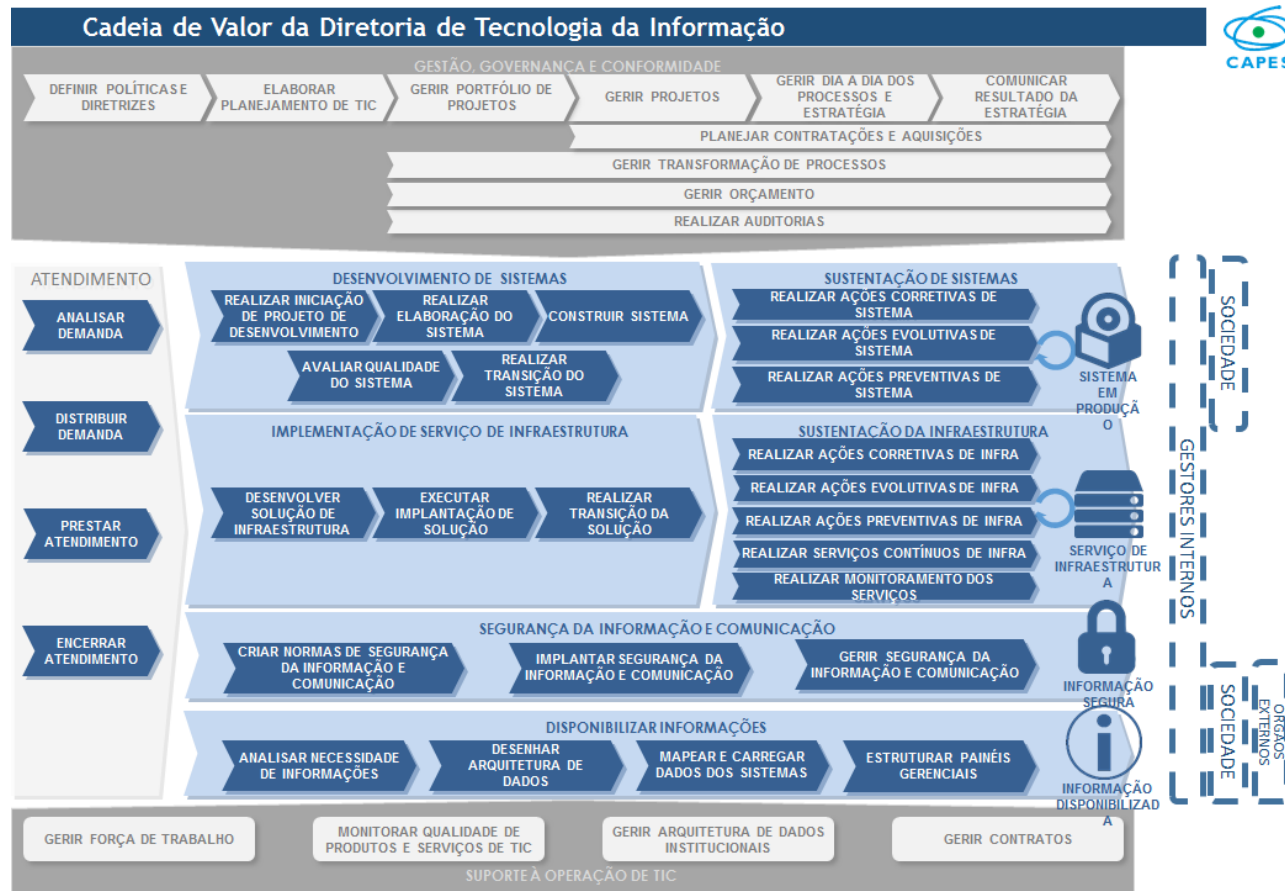 Cadeia de Valor da Diretoria de Tecnologia da Informação
CAPES
GESTÃO, GOVERNANÇA E CONFORMIDADE
DEFINIR POLÍTICAS E
DIRETRIZES
ELABORAR
PLANEJAMENTO DE TIC
GERIR PORTFÓLIO DE
PROJETOS
GERIR PROJETOS
GERIR DIA A DIA DOS
PROCESSOS E
ESTRATÉGIA
COMUNICAR
RESULTADO DA
ESTRATÉGIA
PLANEJAR CONTRATAÇÕES E AQUISIÇÕES
GERIR TRANSFORMAÇÃO DE PROCESSOS
GERIR ORÇAMENTO
REALIZAR AUDITORIAS
ATENDIMENTO
ANALISAR
DEMANDA
DISTRIBUIR
DEMANDA
PRESTAR
ATENDIMENTO
ENCERRAR
ATENDIMENTO
DESENVOLVIMENTO DE SISTEMAS
REALIZAR INICIAÇÃO
DE PROJETO DE
DESENVOLVIMENTO
REALIZAR
ELABORAÇÃO DO
SISTEMA
CONSTRUIR SISTEMA
AVALIAR QUALIDADE
DO SISTEMA
REALIZAR
TRANSIÇÃO DO
SISTEMA
SUSTENTAÇÃO DE SISTEMAS
REALIZAR AÇÕES CORRETIVAS DE
SISTEMA
REALIZAR AÇÕES EVOLUTIVAS DE
SISTEMA
REALIZAR AÇÕES PREVENTIVAS DE
SISTEMA
SISTEMA
EM
PRODUÇÃ
O
IMPLEMENTAÇÃO DE SERVIÇO DE INFRAESTRUTURA
DESENVOLVER
SOLUÇÃO DE
INFRAESTRUTURA
EXECUTAR
IMPLANTAÇÃO DE
SOLUÇÃO
REALIZAR
TRANSIÇÃO DA
SOLUÇÃO
SUSTENTAÇÃO DA INFRAESTRUTURA
REALIZAR AÇÕES CORRETIVAS DE INFRA
REALIZAR AÇÕES EVOLUTIVAS DE INFRA
REALIZAR AÇÕES PREVENTIVAS DE INFRA
REALIZAR SERVIÇOS CONTÍNUOS DE INFRA
REALIZAR MONITORAMENTO DOS
SERVIÇOS
SERVIÇO DE
INFRAESTRUTUR
A
SEGURANÇA DA INFORMAÇÃO E COMUNICAÇÃO
CRIAR NORMAS DE SEGURANÇA
DA INFORMAÇÃO E
COMUNICAÇÃO
IMPLANTAR SEGURANÇA DA
INFORMAÇÃO E COMUNICAÇÃO
GERIR SEGURANÇA DA
INFORMAÇÃO E COMUNICAÇÃO
INFORMAÇÃO
SEGURA
DISPONIBILIZAR INFORMAÇÕES
ANALISAR NECESSIDADE
DE INFORMAÇÕES
DESENHAR
ARQUITETURA DE
DADOS
MAPEAR E CARREGAR
DADOS DOS SISTEMAS
ESTRUTURAR PAINÉIS
GERENCIAIS
INFORMAÇÃO
DISPONIBILIZAD
A
GESTORES INTERNOS
SOCIEDADE
SOCIEDADE
ORGÃOS
EXTERNOS
GERIR FORÇA DE TRABALHO
MONITORAR QUALIDADE DE
PRODUTOS E SERVIÇOS DE TIC
GERIR ARQUITETURA DE DADOS
INSTITUCIONAIS
GERIR CONTRATOS
SUPORTE À OPERAÇÃO DE TIC